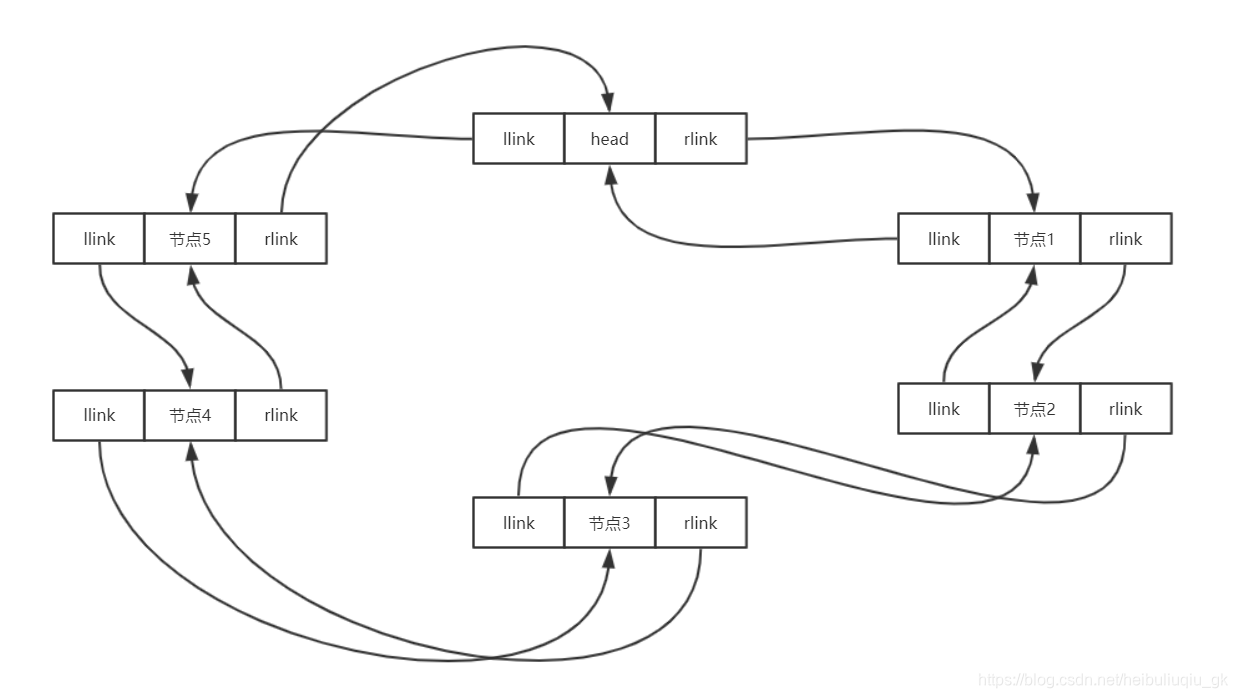 llink head rlink
llink 节点5 rlink
llink 节点1 rlink
llink 节点4 rlink
llink 节点2 rlink
llink 节点3 rlink
https://blog.csdn.net/heibuliuqiu_gk